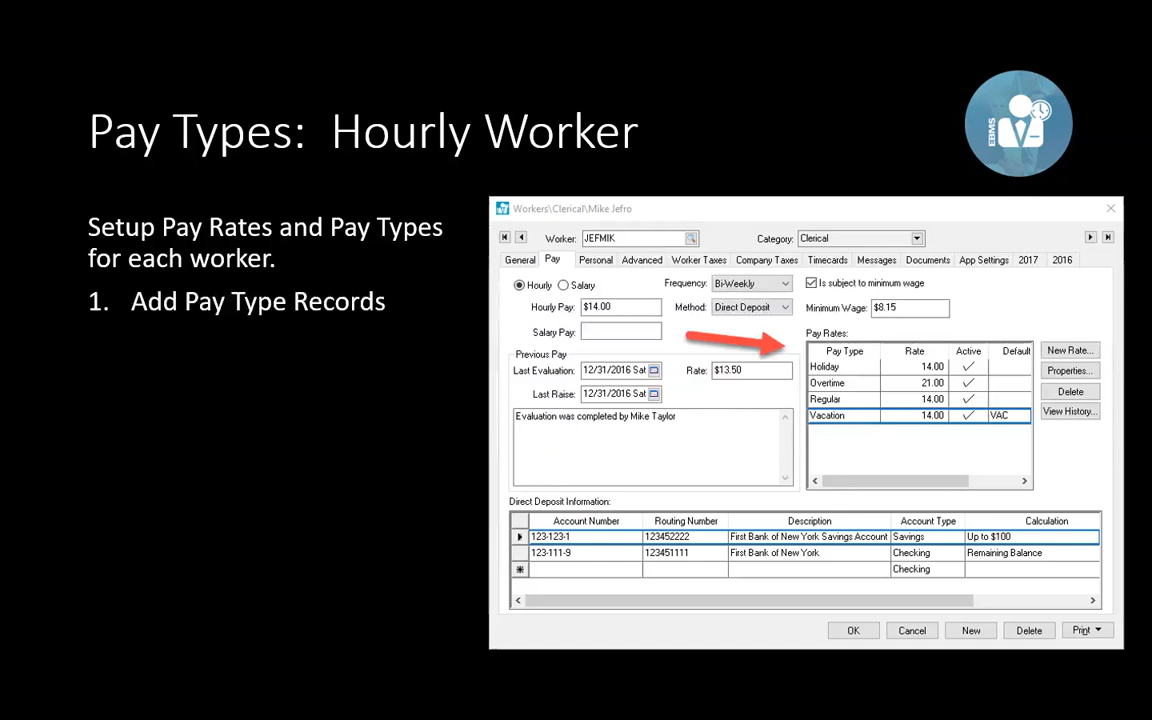 Pay Types: Hourly Worker
EBMS
Setup Pay Rates and Pay Types
for each worker.
1. Add Pay Type Records
Workers\Clerical\Mike Jefro
Worker: JEFMIK Category: Clerical
General Pay Personal Advanced Worker Taxes Company Taxes Timecards Messages Documents App Settings 2017 2016
Hourly Salary Frequency: Bi-Weekly Is subject to minimum wage
Hourly Pay: $14.00 Method: Direct Deposit Minimum Wage: $8.15
Salary Pay:
Pay Rates:
Pay Type Rate Active Default
Holiday 14.00
Overtime 21.00
Regular 14.00
Vacation 14.00 VAC
New Rate...
Properties...
Delete
View History...
Previous Pay
Last Evaluation: 12/31/2016 Sat Rate: $13.50
Last Raise: 12/31/2016 Sat
Evaluation was completed by Mike Taylor
Direct Deposit Information:
Account Number Routing Number Description Account Type Calculation
123-123-1 123452222 First Bank of New York Savings Account Savings Up to $100
123-111-9 123451111 First Bank of New York Checking Remaining Balance
Checking
OK Cancel New Delete Print